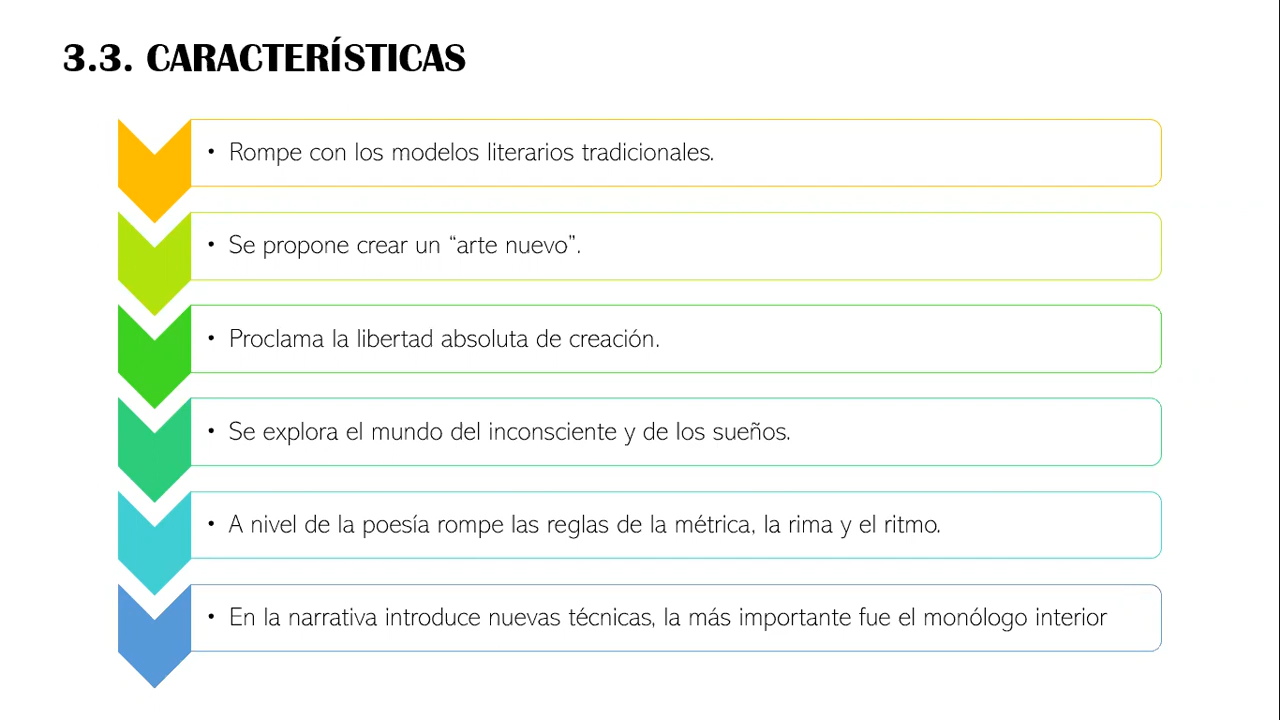 3.3. CARACTERÍSTICAS
• Rompe con los modelos literarios tradicionales.
• Se propone crear un “arte nuevo”.
• Proclama la libertad absoluta de creación.
• Se explora el mundo del inconsciente y de los sueños.
• A nivel de la poesía rompe las reglas de la métrica, la rima y el ritmo.
• En la narrativa introduce nuevas técnicas, la más importante fue el monólogo interior